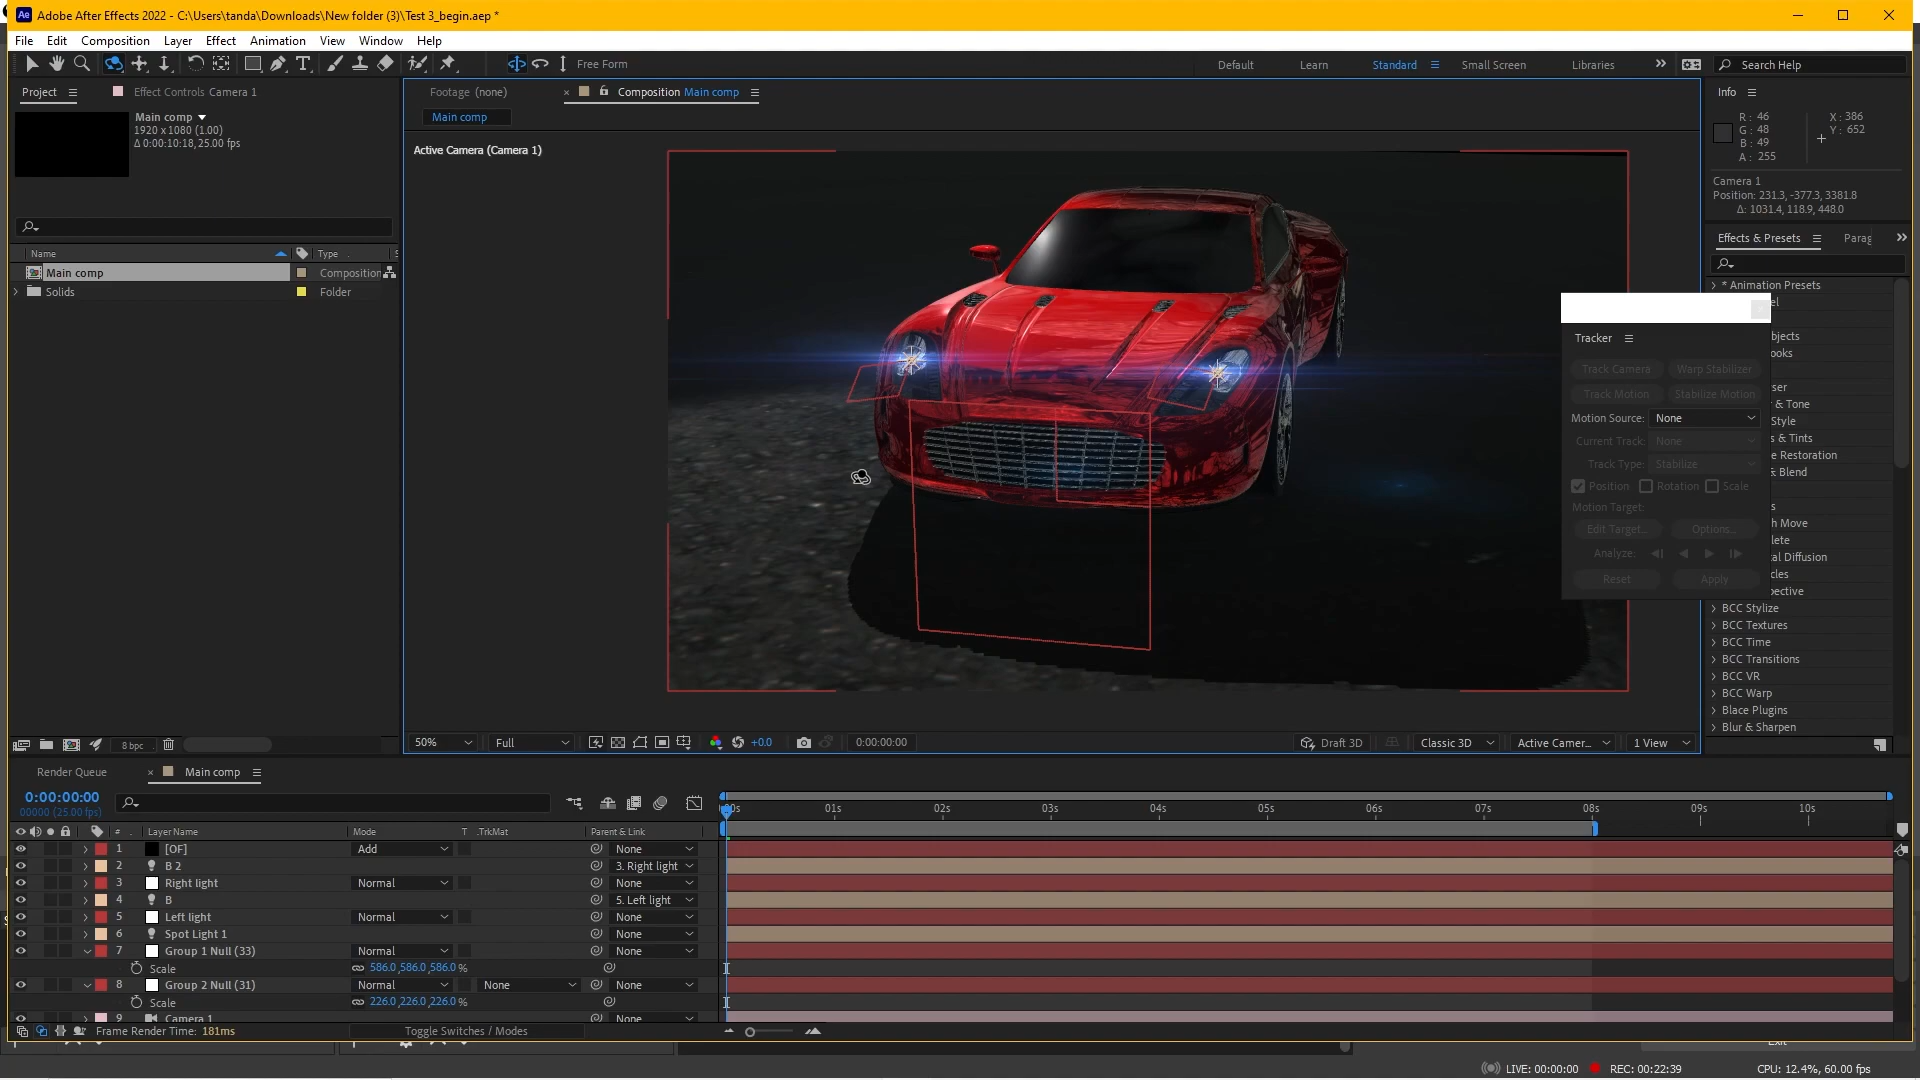 Adobe After Effects 2022 - C:\Users\tanda\Downloads\New folder (3)\Test 3_begin.aep *
File Edit Composition Layer Effect Animation View Window Help
Free Form
Default Learn Standard Small Screen Libraries
Search Help
Project
Effect Controls Camera 1
Main comp
1920 x 1080 (1.00)
Δ 0:00:10:18, 25.00 fps
Name Type
Main comp Composition
Solids Folder
8 bpc
Footage (none)
Composition Main comp
Main comp
Active Camera (Camera 1)
50% Full +0.0 0:00:00:00 Draft 3D Classic 3D Active Camer... 1 View
Info
R: 46 X: 386
G: 48 Y: 652
B: 49
A: 255
Camera 1
Position: 231.3, -377.3, 3381.8
Δ: 1031.4, 118.9, 448.0
Effects & Presets Parag
* Animation Presets
el
bjects
ooks
ser
& Tone
Style
s & Tints
e Restoration
& Blend
s
h Move
lete
al Diffusion
cles
pective
BCC Stylize
BCC Textures
BCC Time
BCC Transitions
BCC VR
BCC Warp
Blace Plugins
Blur & Sharpen
Tracker
Track Camera Warp Stabilizer
Track Motion Stabilize Motion
Motion Source: None
Current Track: None
Track Type: Stabilize
Position Rotation Scale
Motion Target:
Edit Target... Options...
Analyze:
Reset Apply
Render Queue
Main comp
0:00:00:00
00000 (25.00 fps)
# Layer Name Mode T .TrkMat Parent & Link
1 [OF] Add None
2 B 2 3. Right light
3 Right light Normal None
4 B 5. Left light
5 Left light Normal None
6 Spot Light 1 None
7 Group 1 Null (33) Normal None
Scale 586.0,586.0,586.0 %
8 Group 2 Null (31) Normal None None
Scale 226.0,226.0,226.0 %
9 Camera 1 None
00s 01s 02s 03s 04s 05s 06s 07s 08s 09s 10s
Frame Render Time: 181ms
Toggle Switches / Modes
Exit
LIVE: 00:00:00 REC: 00:22:39 CPU: 12.4%, 60.00 fps